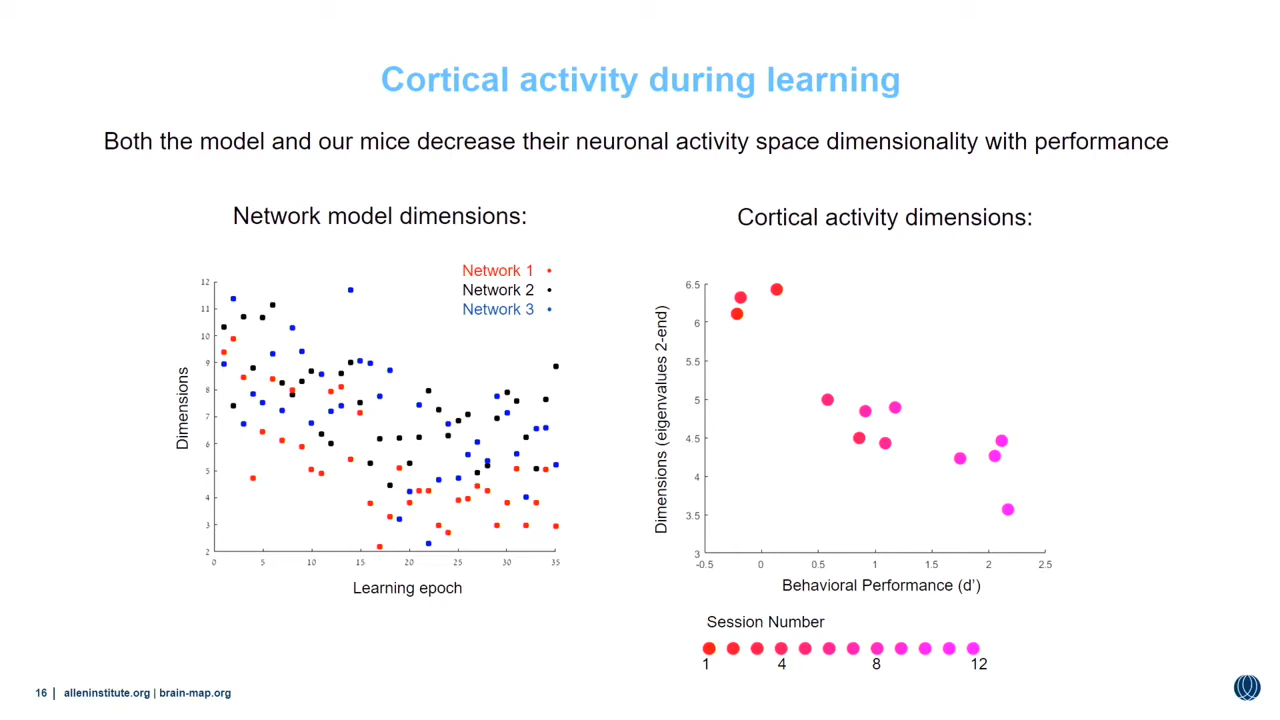 Cortical activity during learning
Both the model and our mice decrease their neuronal activity space dimensionality with performance
Network model dimensions:
Network 1
Network 2
Network 3
Dimensions
12
11
10
9
8
7
6
5
4
3
2
0 5 10 15 20 25 30 35
Learning epoch
Cortical activity dimensions:
Dimensions (eigenvalues 2-end)
6.5
6
5.5
5
4.5
4
3.5
3
-0.5 0 0.5 1 1.5 2 2.5
Behavioral Performance (d’)
Session Number
1 4 8 12
16 | alleninstitute.org | brain-map.org